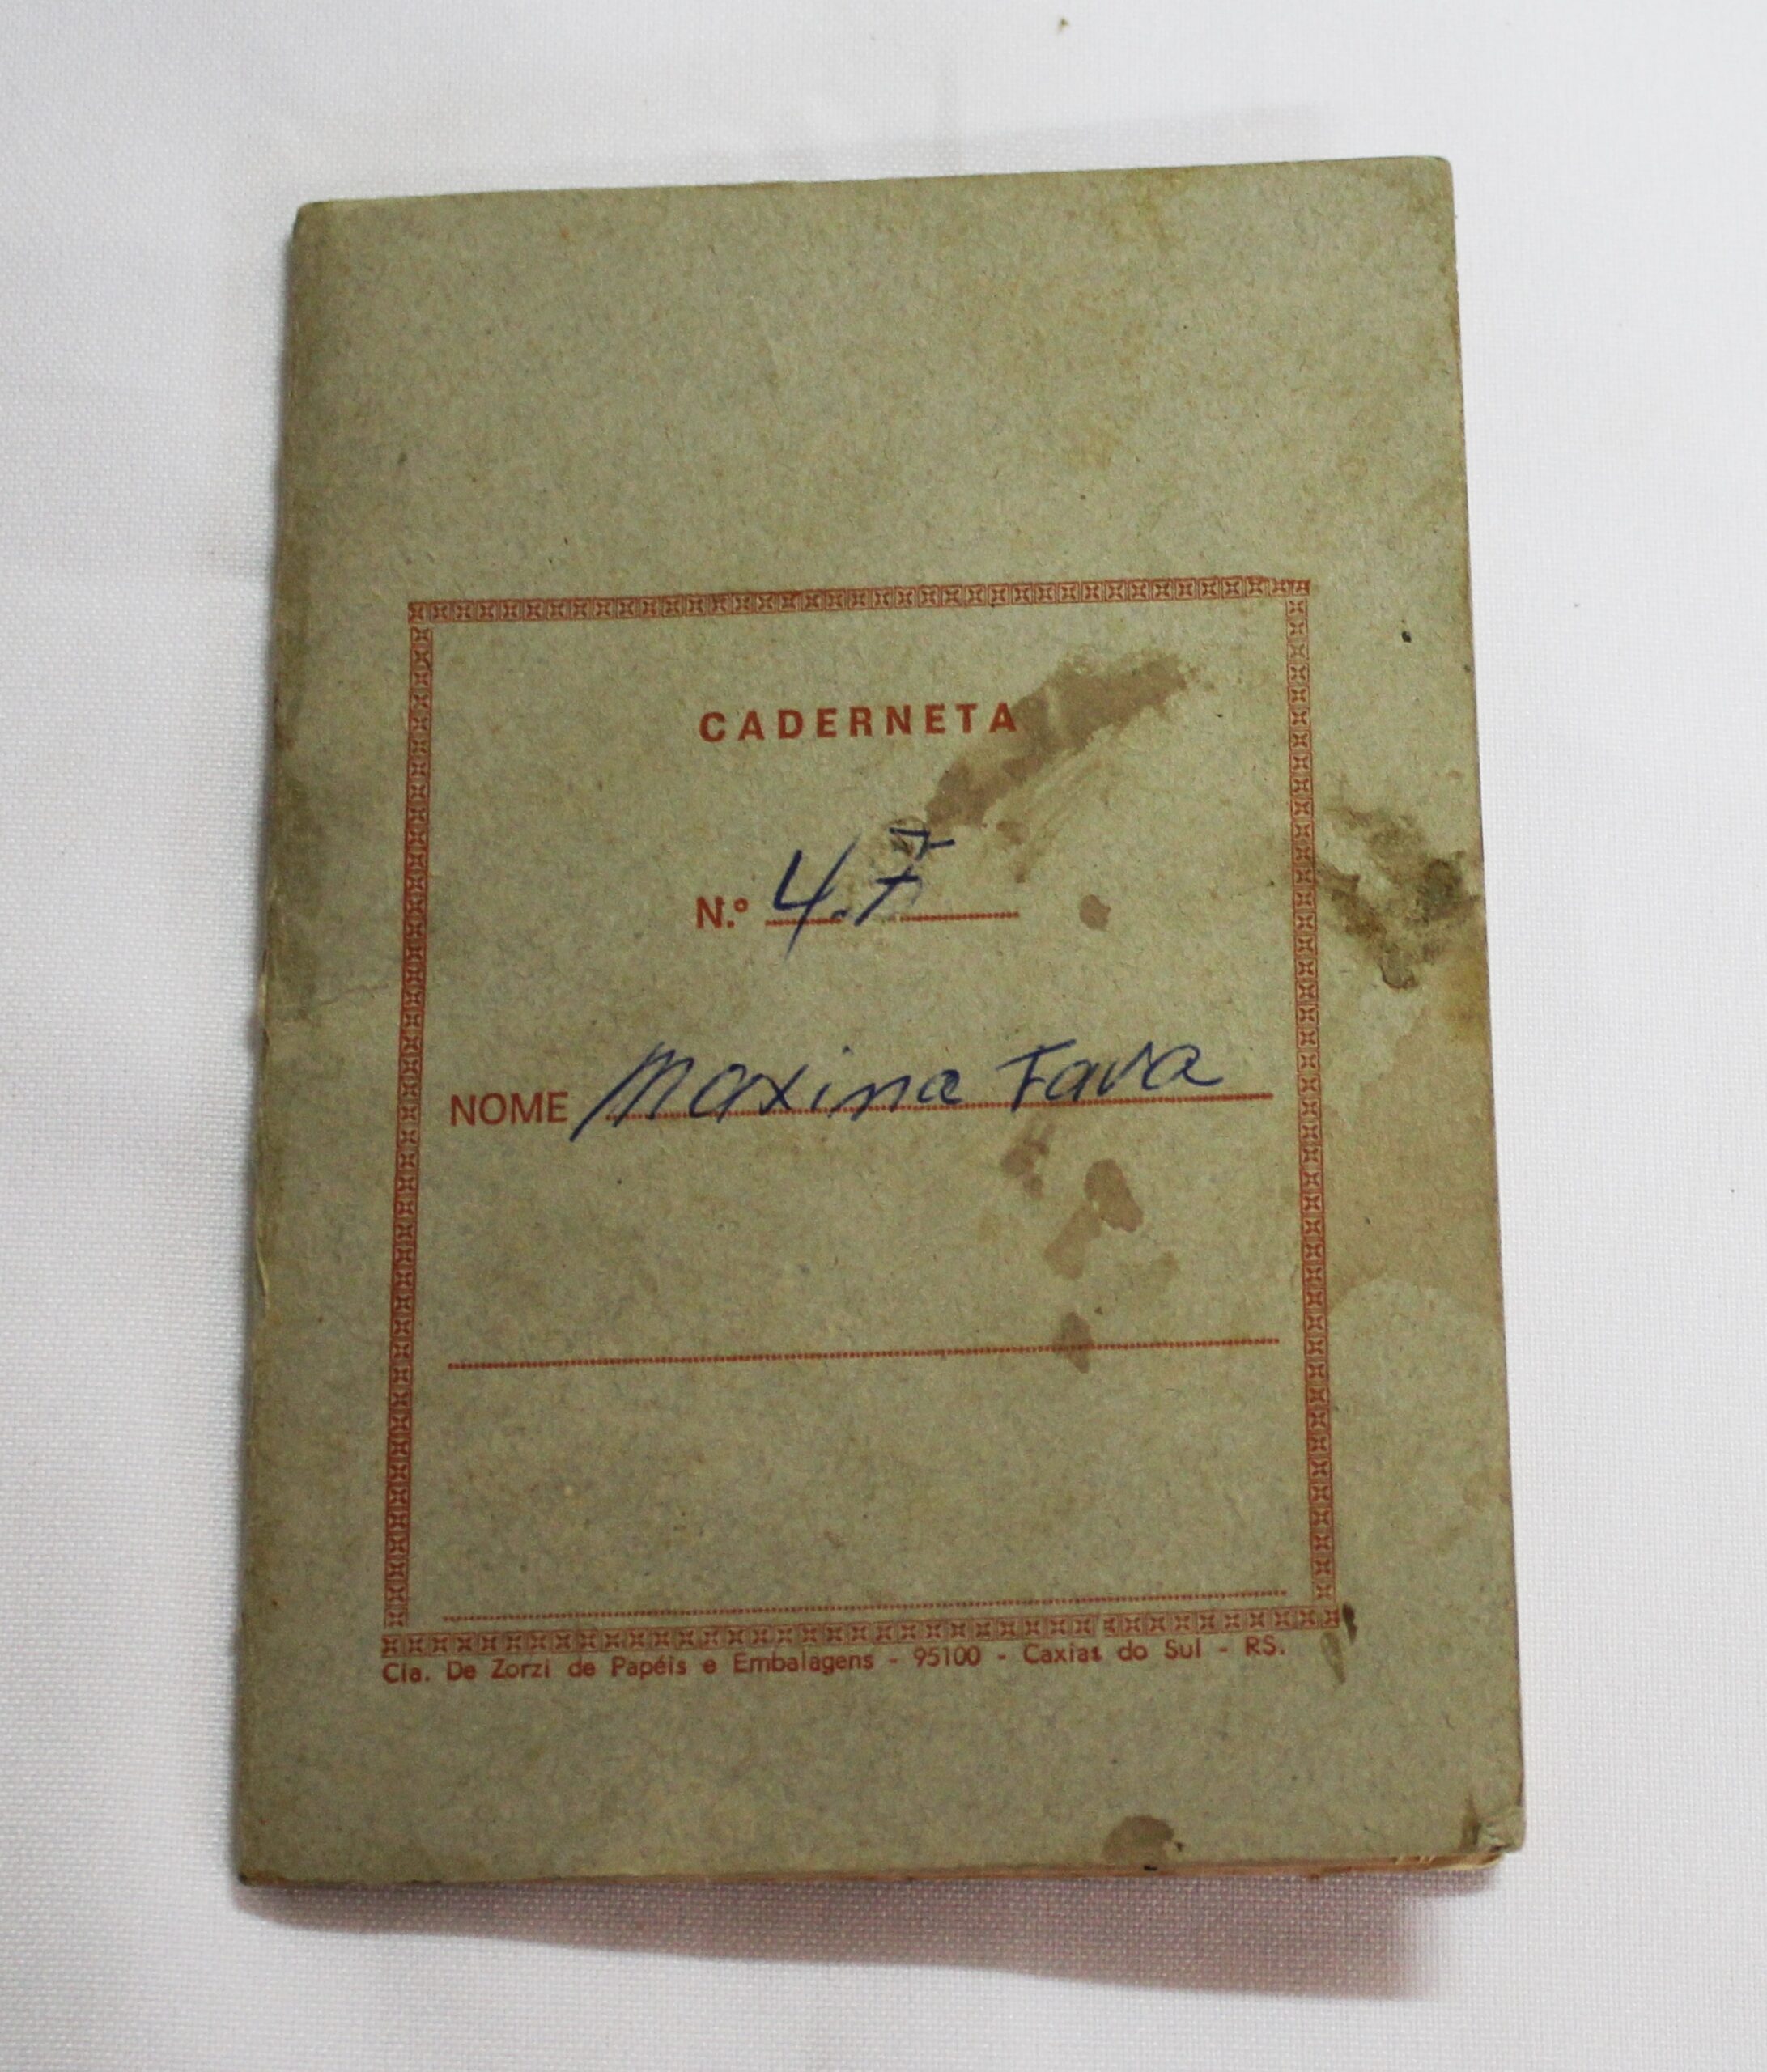 CADERNETA
N.º 47
NOME Maxima Fava
Cia. De Zorzi de Papéis e Embalagens - 95100 - Caxias do Sul - RS.